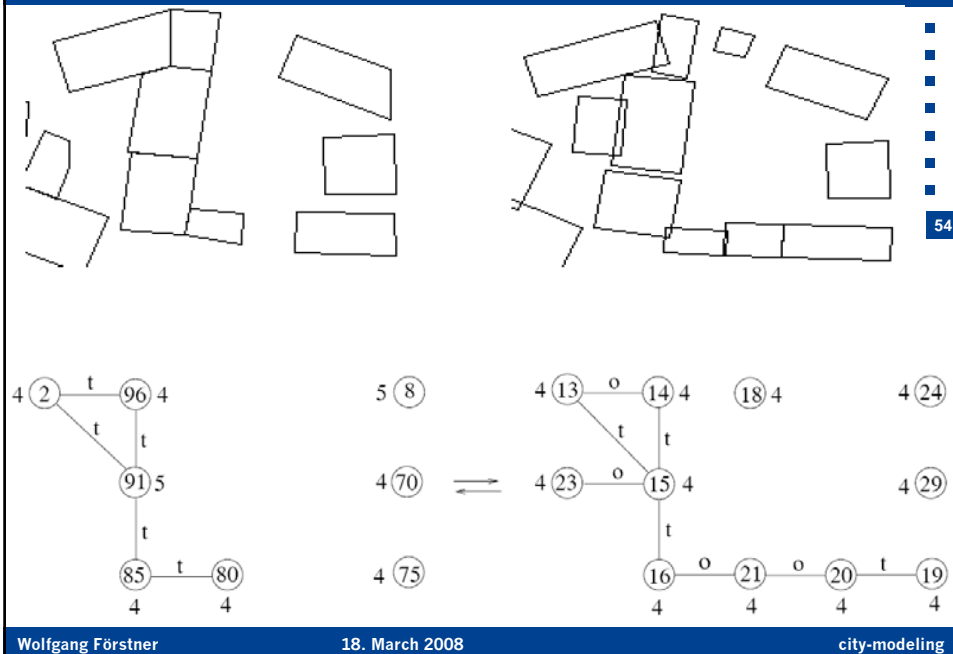 54
4 2 t 96 4 5 8 4 13 o 14 4 18 4 4 24
t t t t
91 5 4 70 4 23 o 15 4 4 29
t t
85 t 80 4 75 16 o 21 o 20 t 19
4 4 4 4 4 4
Wolfgang Förstner 18. March 2008 city-modeling